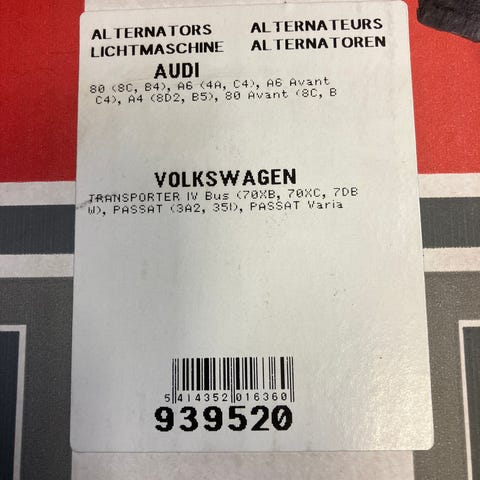 ALTERNATORS ALTERNATEURS
LICHTMASCHINE ALTERNATOREN
AUDI
80 (8C, B4), A6 (4A, C4), A6 Avant
C4), A4 (8D2, B5), 80 Avant (8C, B
VOLKSWAGEN
TRANSPORTER IV Bus (70XB, 70XC, 7DB
W), PASSAT (3A2, 35I), PASSAT Varia
5 414352 016360
939520